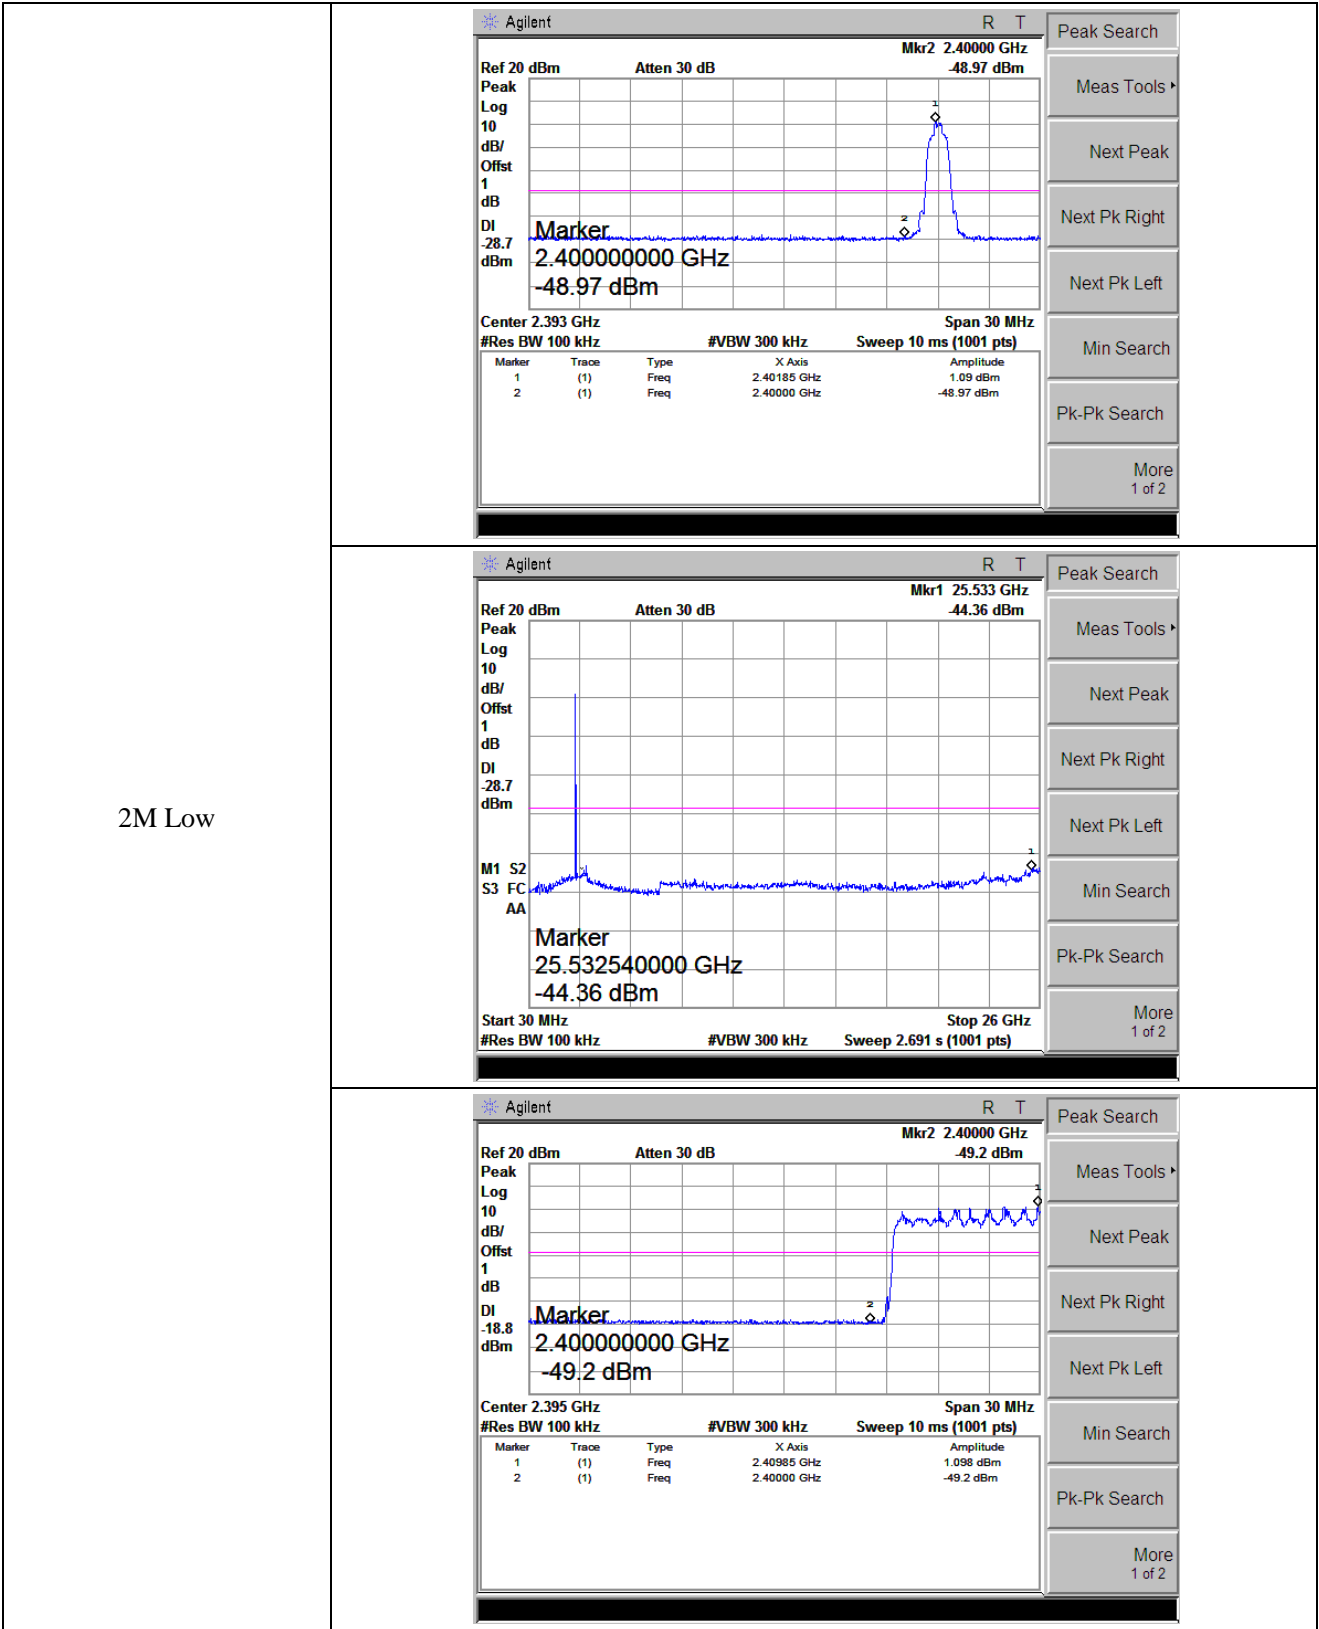 2M Low
Agilent R T
Mkr2 2.40000 GHz
Ref 20 dBm Atten 30 dB -48.97 dBm
Peak
Log
10
dB/
Offst
1
dB
DI
-28.7
dBm
1
2
Marker
2.400000000 GHz
-48.97 dBm
Center 2.393 GHz Span 30 MHz
#Res BW 100 kHz #VBW 300 kHz Sweep 10 ms (1001 pts)
Marker Trace Type X Axis Amplitude
1 (1) Freq 2.40185 GHz 1.09 dBm
2 (1) Freq 2.40000 GHz -48.97 dBm
Peak Search
Meas Tools
Next Peak
Next Pk Right
Next Pk Left
Min Search
Pk-Pk Search
More
1 of 2
Agilent R T
Mkr1 25.533 GHz
Ref 20 dBm Atten 30 dB -44.36 dBm
Peak
Log
10
dB/
Offst
1
dB
DI
-28.7
dBm
1
M1 S2
S3 FC
AA
Marker
25.532540000 GHz
-44.36 dBm
Start 30 MHz Stop 26 GHz
#Res BW 100 kHz #VBW 300 kHz Sweep 2.691 s (1001 pts)
Peak Search
Meas Tools
Next Peak
Next Pk Right
Next Pk Left
Min Search
Pk-Pk Search
More
1 of 2
Agilent R T
Mkr2 2.40000 GHz
Ref 20 dBm Atten 30 dB -49.2 dBm
Peak
Log
10
dB/
Offst
1
dB
DI
-18.8
dBm
1
2
Marker
2.400000000 GHz
-49.2 dBm
Center 2.395 GHz Span 30 MHz
#Res BW 100 kHz #VBW 300 kHz Sweep 10 ms (1001 pts)
Marker Trace Type X Axis Amplitude
1 (1) Freq 2.40985 GHz 1.098 dBm
2 (1) Freq 2.40000 GHz -49.2 dBm
Peak Search
Meas Tools
Next Peak
Next Pk Right
Next Pk Left
Min Search
Pk-Pk Search
More
1 of 2